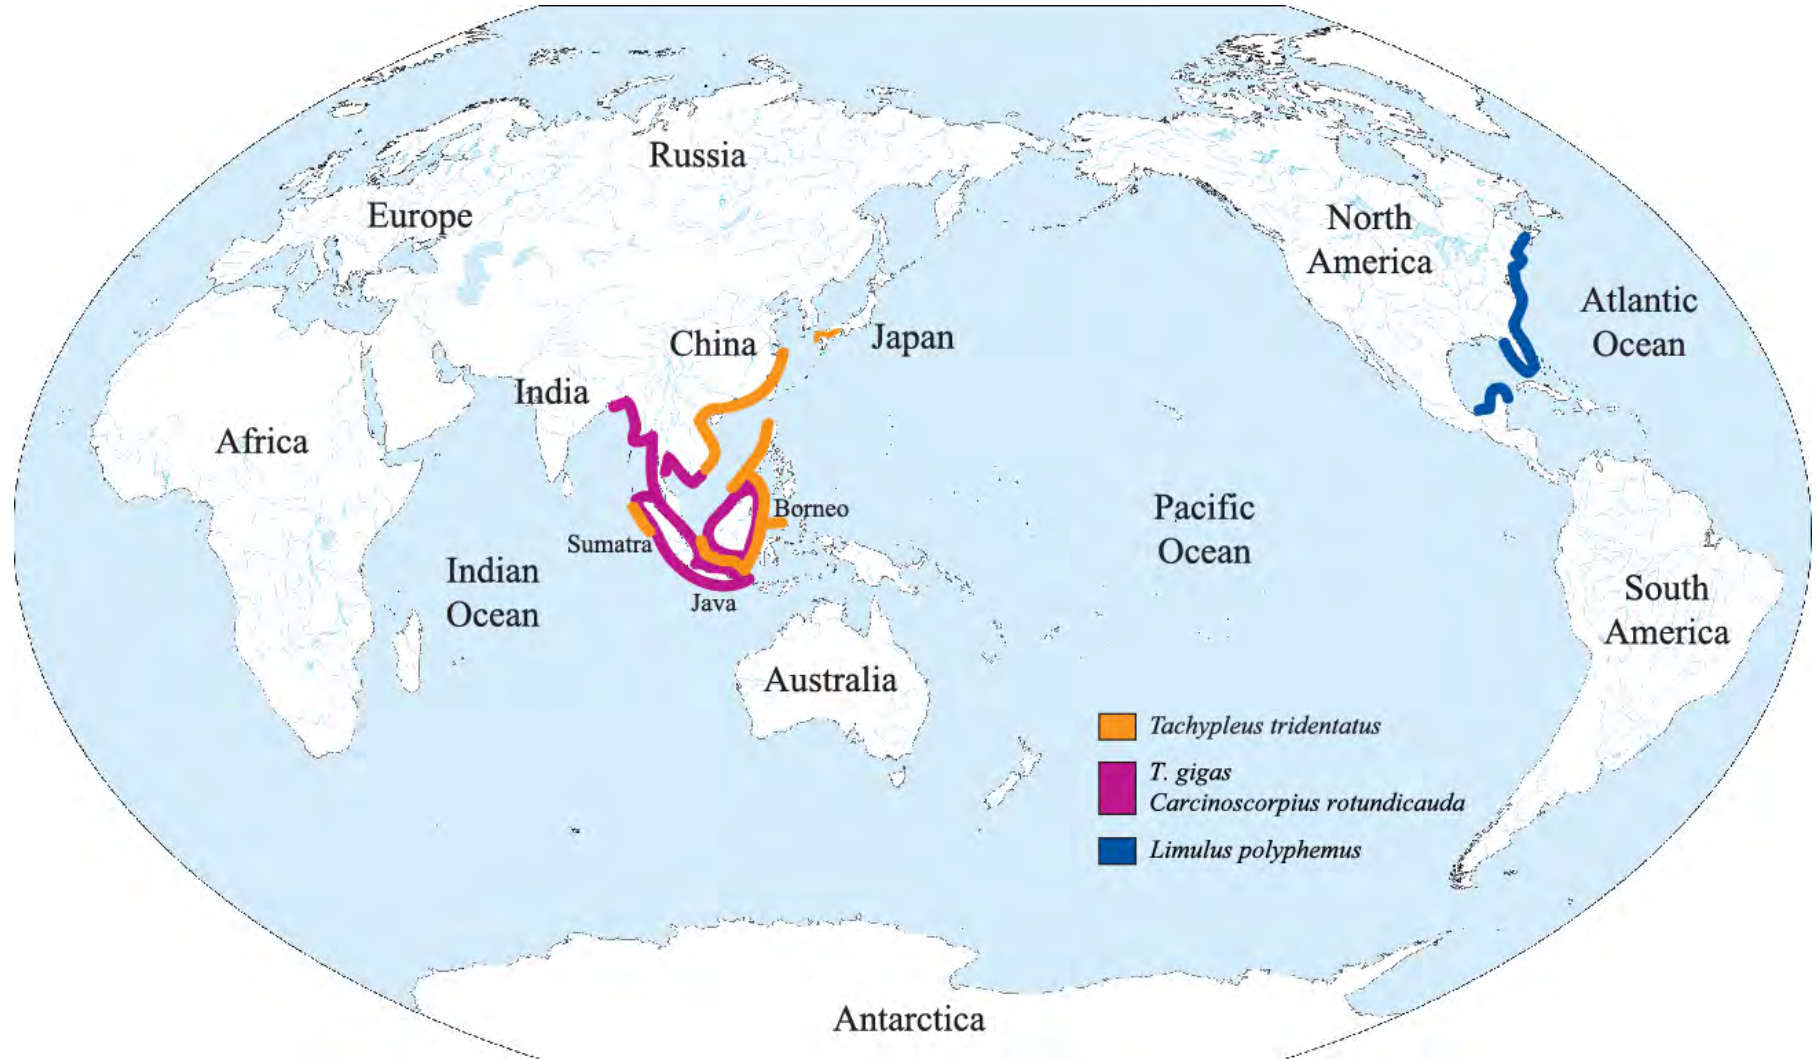 Russia
Europe
North
America
Atlantic
Ocean
China
Japan
India
Africa
Pacific
Ocean
Borneo
Sumatra
Indian
Ocean
Java
South
America
Australia
Tachypleus tridentatus
T. gigas
Carcinoscorpius rotundicauda
Limulus polyphemus
Antarctica